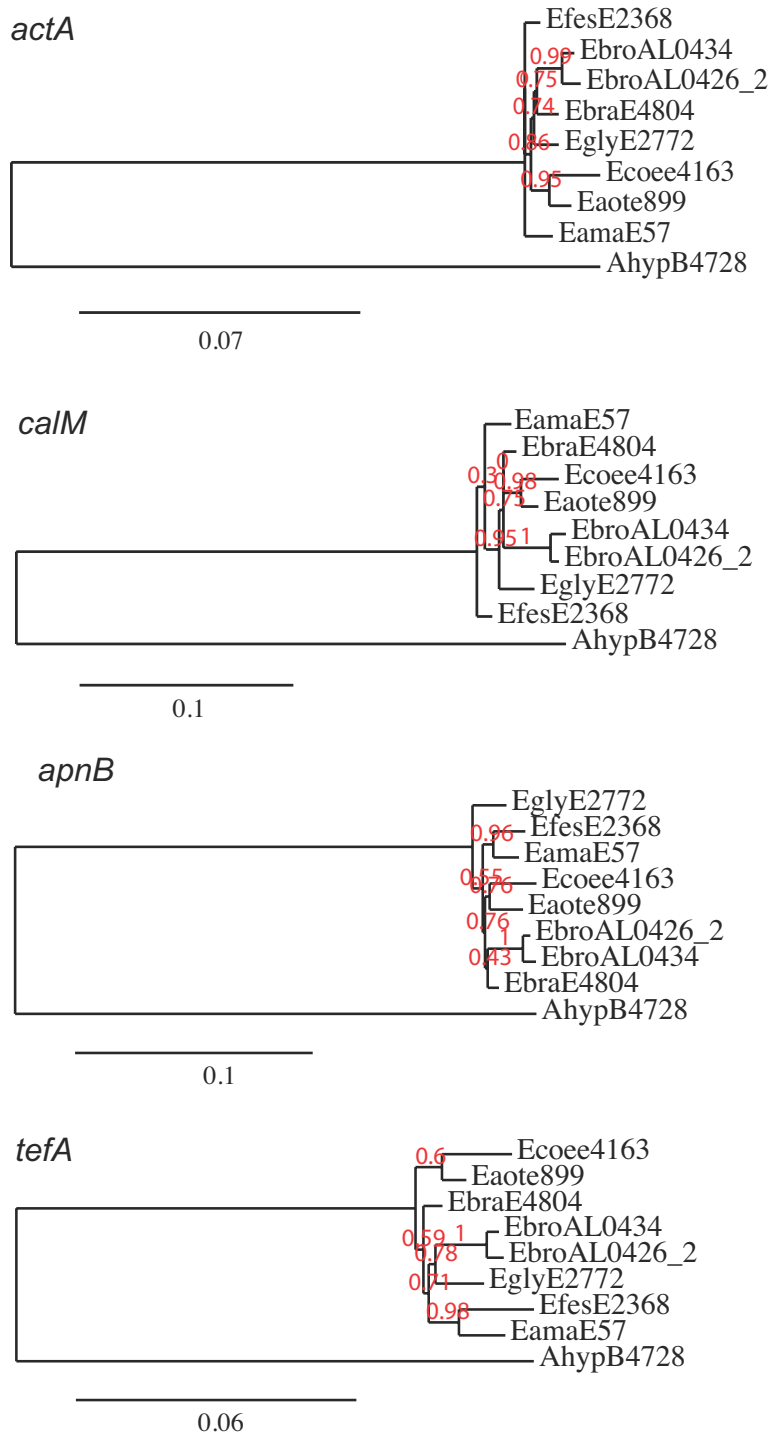 actA
EfesE2368
EbroAL0434
0.99
EbroAL0426_2
0.75
EbraE4804
0.74
EglyE2772
0.86
Ecoee4163
0.95
Eaote899
EamaE57
AhypB4728
0.07
calM
EamaE57
EbraE4804
0
Ecoee4163
0.3
0.98
Eaote899
0.75
EbroAL0434
0.95
1
EbroAL0426_2
EglyE2772
EfesE2368
AhypB4728
0.1
apnB
EglyE2772
EfesE2368
0.96
EamaE57
Ecoee4163
0.55
0.76
Eaote899
0.76
EbroAL0426_2
1
EbroAL0434
0.43
EbraE4804
AhypB4728
0.1
tefA
Ecoee4163
0.6
Eaote899
EbraE4804
EbroAL0434
0.59
1
EbroAL0426_2
0.78
EglyE2772
0.71
EfesE2368
0.98
EamaE57
AhypB4728
0.06